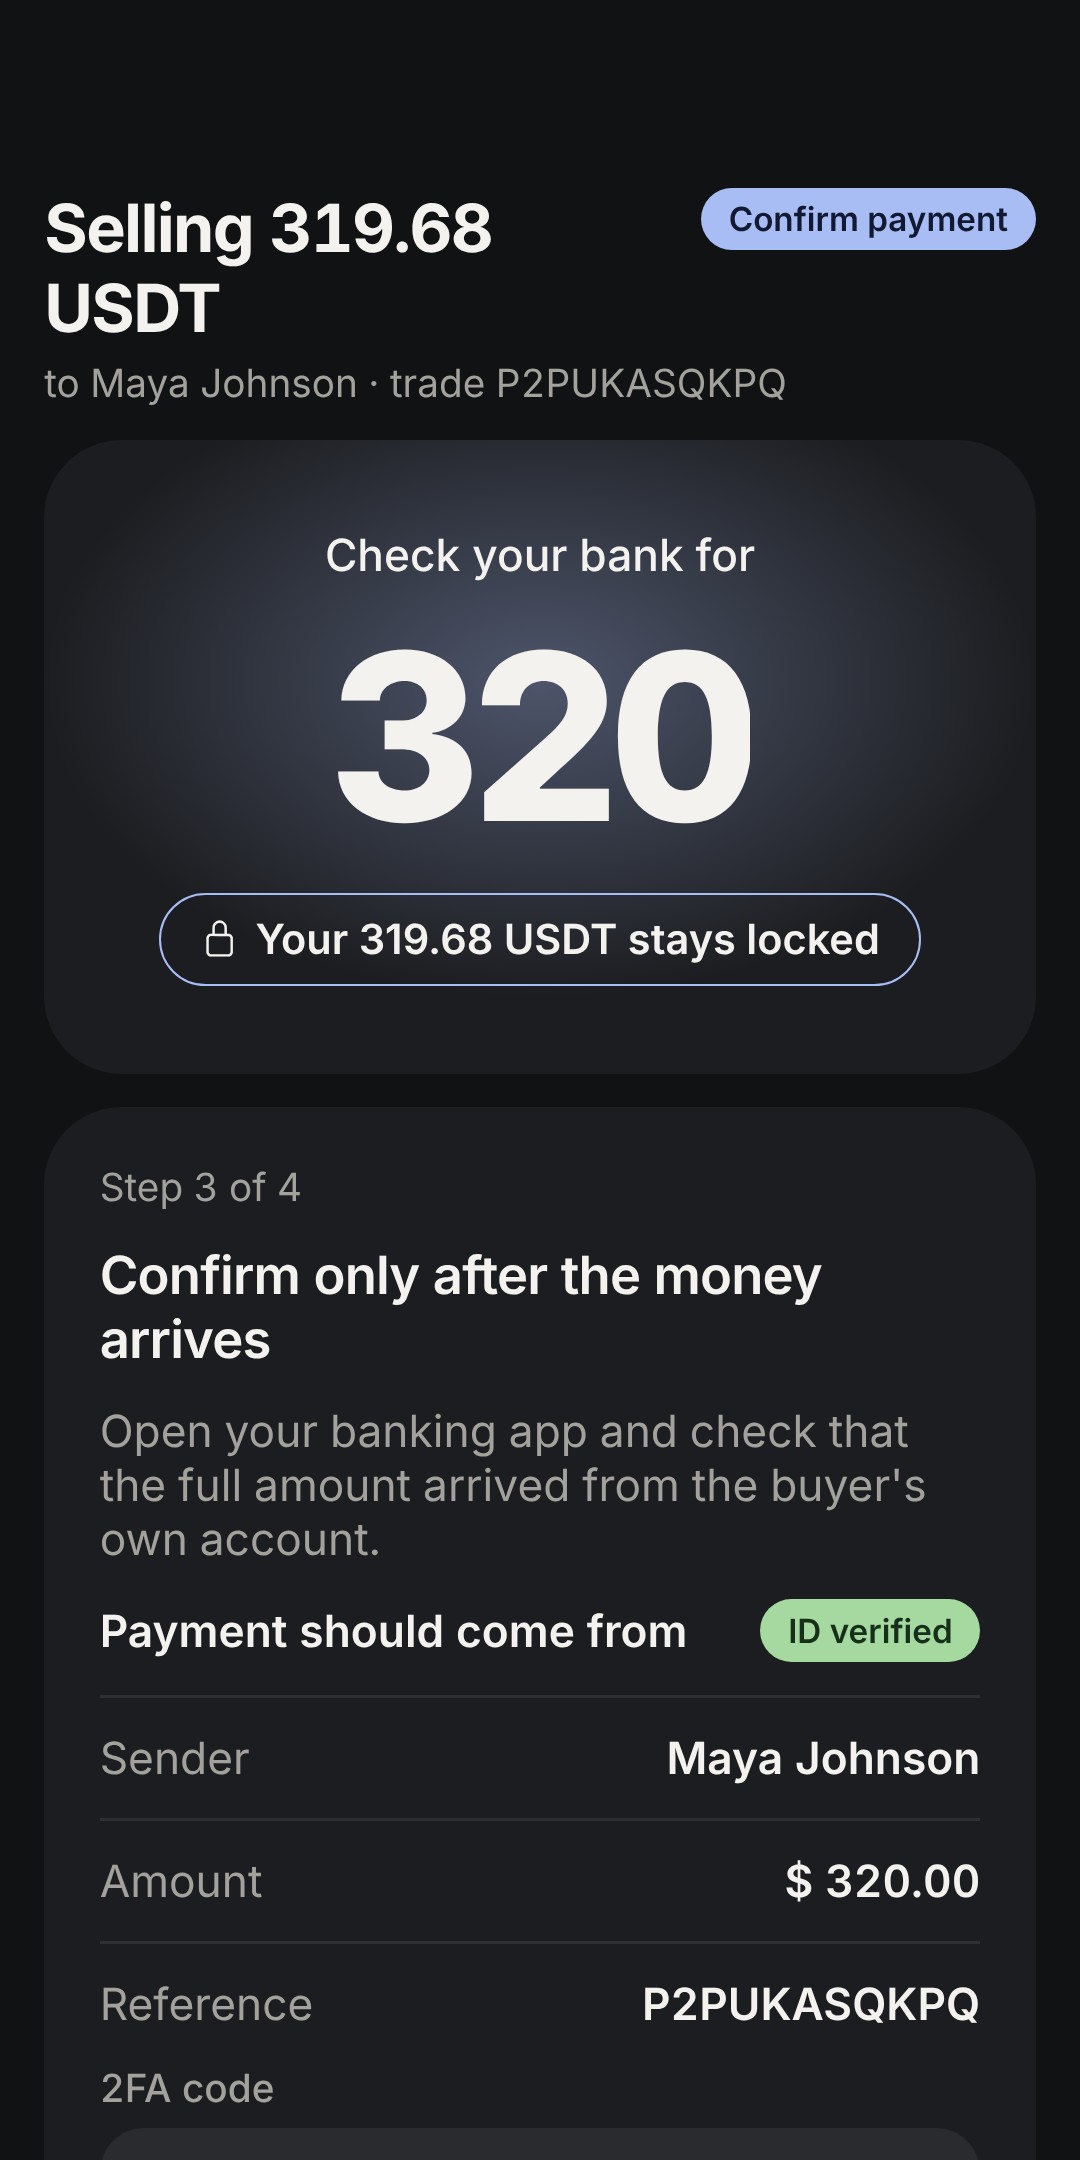 Selling 319.68
USDT
Confirm payment
to Maya Johnson · trade P2PUKASQKPQ
Check your bank for
320
Your 319.68 USDT stays locked
Step 3 of 4
Confirm only after the money
arrives
Open your banking app and check that
the full amount arrived from the buyer's
own account.
Payment should come from
ID verified
Sender
Maya Johnson
Amount
$ 320.00
Reference
P2PUKASQKPQ
2FA code